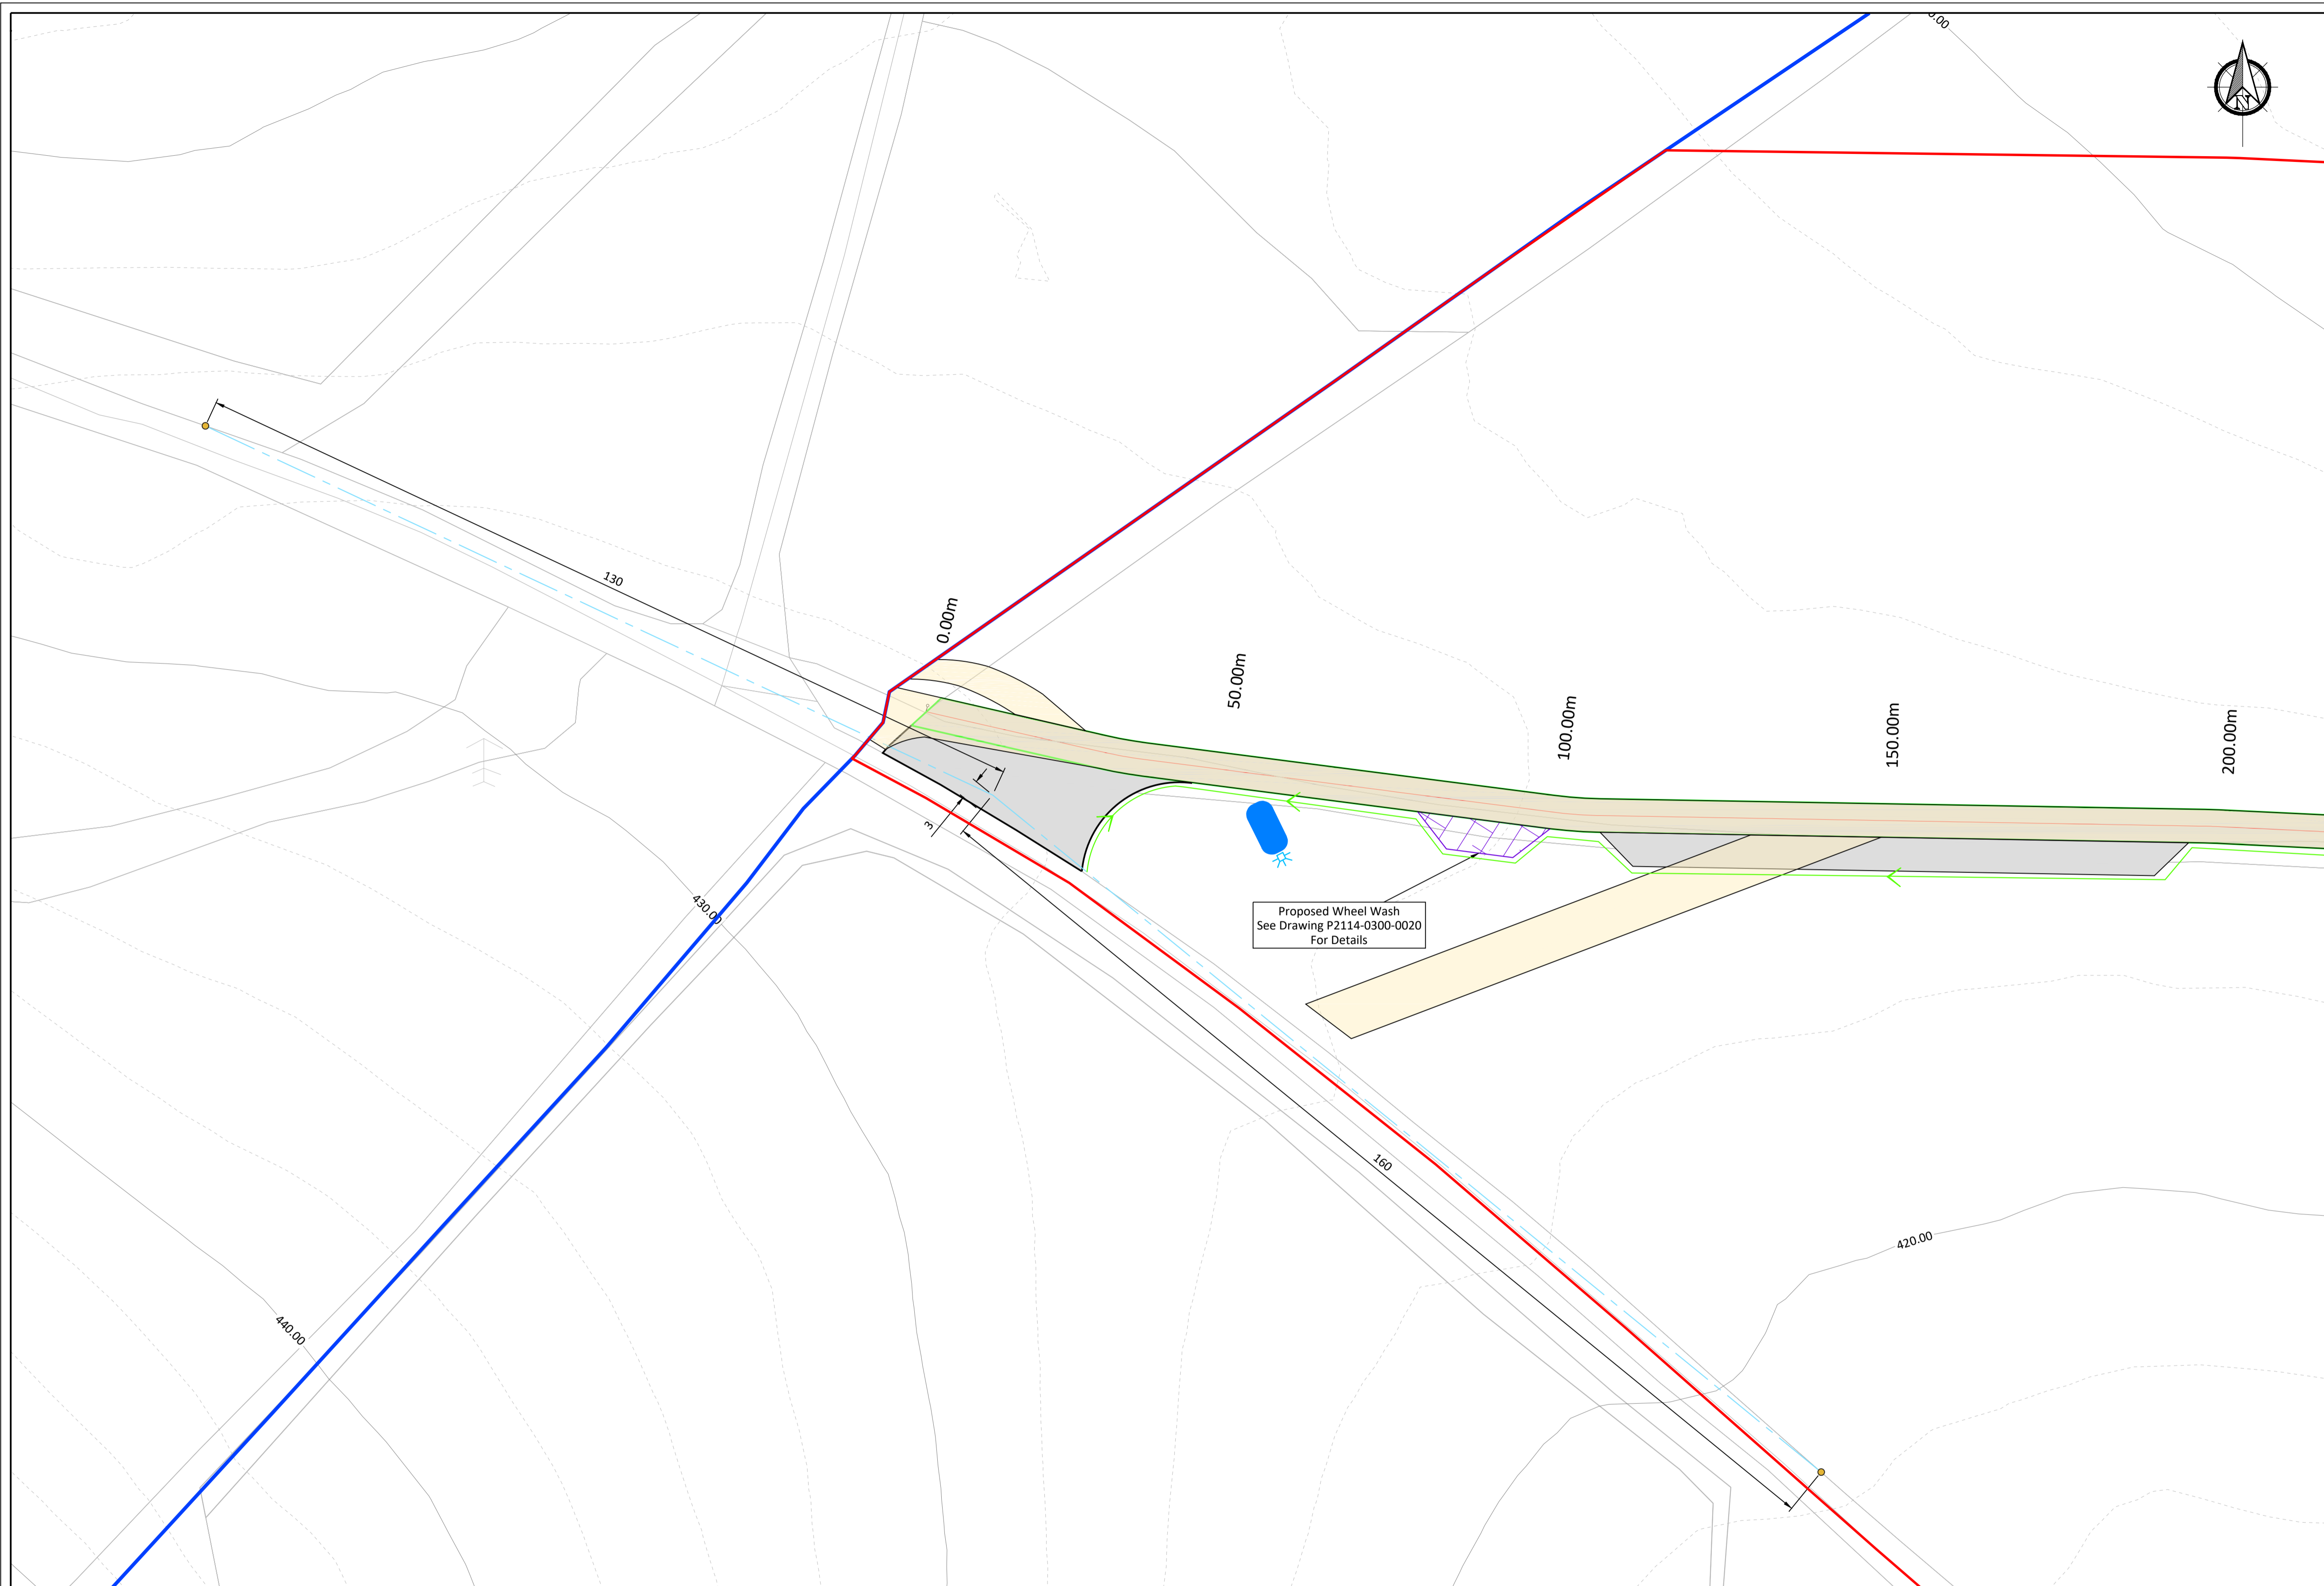 N
130
0.00m
50.00m
100.00m
150.00m
200.00m
3
Proposed Wheel Wash
See Drawing P2114-0300-0020
For Details
430.00
160
420.00
440.00